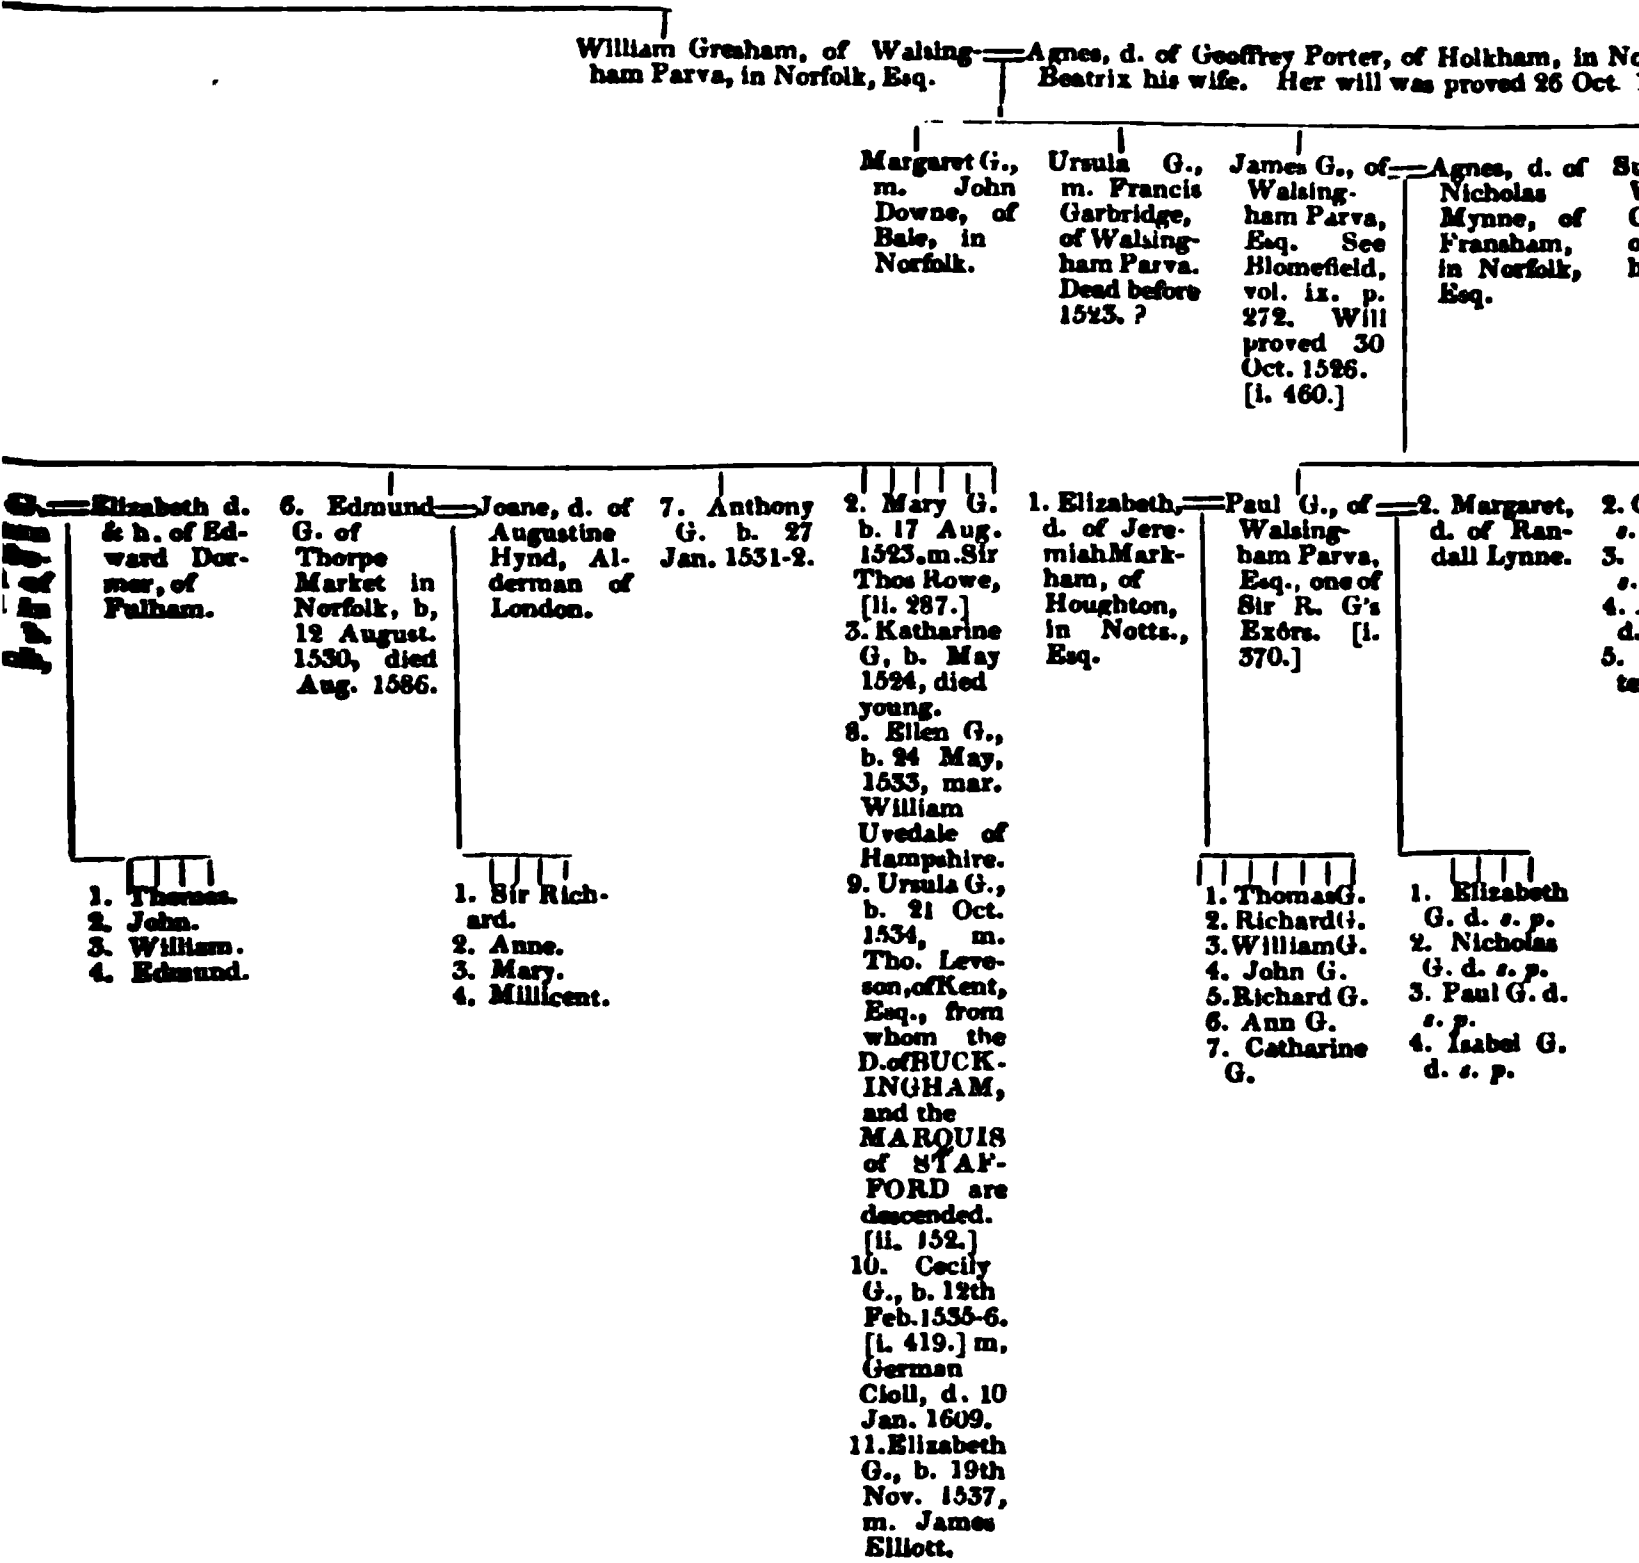 William Gresham, of Walsing-
ham Parva, in Norfolk, Esq.
Agnes, d. of Geoffrey Porter, of Holkham, in
Beatrix his wife. Her will was proved 26 Oct.
Margaret G.,
m. John
Downe, of
Bale, in
Norfolk.
Ursula G.,
m. Francis
Garbridge,
of Walsing-
ham Parva.
Dead before
1523. ?
James G., of
Walsing-
ham Parva,
Esq. See
Blomefield,
vol. ix. p.
272. Will
proved 30
Oct. 1526.
[i. 460.]
Agnes, d. of
Nicholas
Mynne, of
Fransham,
in Norfolk,
Esq.
G.
of
Elizabeth d.
& h. of Ed-
ward Dor-
mer, of
Fulham.
6. Edmund
G. of
Thorpe
Market in
Norfolk, b,
12 August.
1530, died
Aug. 1586.
Joane, d. of
Augustine
Hynd, Al-
derman of
London.
7. Anthony
G. b. 27
Jan. 1531-2.
2. Mary G.
b. 17 Aug.
1523.m.Sir
Thos Rowe,
[ii. 287.]
3. Katharine
G, b. May
1524, died
young.
8. Ellen G.,
b. 24 May,
1533, mar.
William
Uvedale of
Hampshire.
9. Ursula G.,
b. 21 Oct.
1534, m.
Tho. Leve-
son,ofKent,
Esq., from
whom the
D.ofBUCK-
INGHAM,
and the
MARQUIS
of STAF-
FORD are
descended.
[ii. 152.]
10. Cecily
G., b. 12th
Feb.1535-6.
[i. 419.] m,
German
Cioll, d. 10
Jan. 1609.
11.Elizabeth
G., b. 19th
Nov. 1537,
m. James
Elliott.
1. Elizabeth,
d. of Jere-
miahMark-
ham, of
Houghton,
in Notts.,
Esq.
Paul G., of
Walsing-
ham Parva,
Esq., one of
Sir R. G's
Exors. [i.
370.]
2. Margaret,
d. of Ran-
dall Lynne.
2.
s.
3.
s.
4.
d.
5.
1. Thomas.
2. John.
3. William.
4. Edmund.
1. Sir Rich-
ard.
2. Anne.
3. Mary.
4. Millicent.
1. ThomasG.
2. RichardG.
3.WilliamG.
4. John G.
5.Richard G.
6. Ann G.
7. Catharine
G.
1. Elizabeth
G. d. s. p.
2. Nicholas
G. d. s. p.
3. Paul G. d.
s. p.
4. Isabel G.
d. s. p.